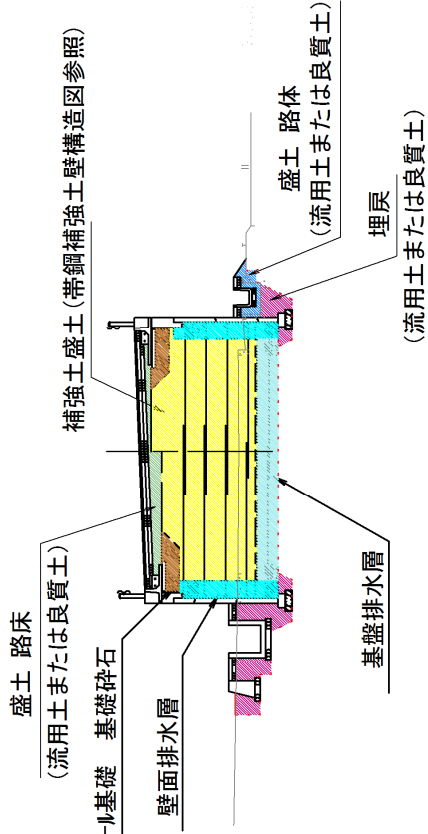 盛土 路床
(流用土または良質土)
補強土盛土(帯鋼補強土壁構造図参照)
ル基礎 基礎砕石
壁面排水層
基盤排水層
盛土 路体
(流用土または良質土)
埋戻
(流用土または良質土)